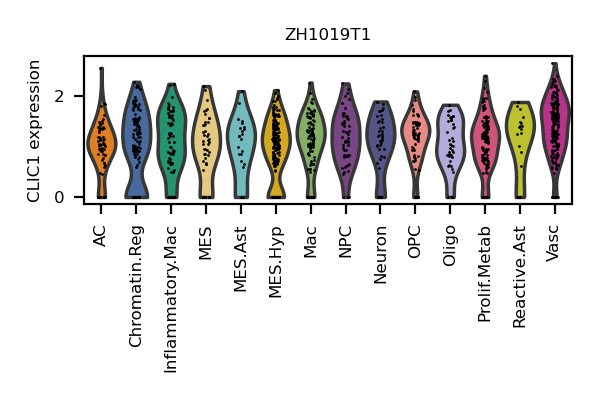 ZH1019T1
CLIC1 expression
2
0
AC
Chromatin.Reg
Inflammatory.Mac
MES
MES.Ast
MES.Hyp
Mac
NPC
Neuron
OPC
Oligo
Prolif.Metab
Reactive.Ast
Vasc